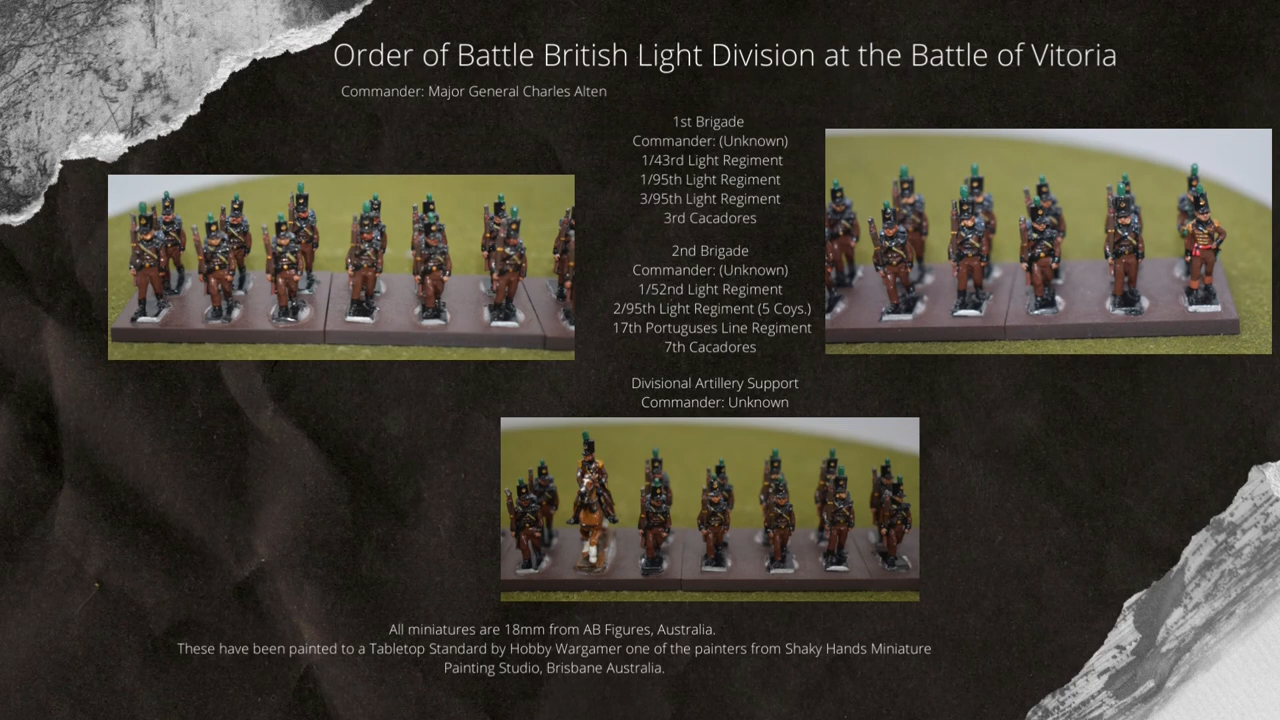 Order of Battle British Light Division at the Battle of Vitoria
Commander: Major General Charles Alten
1st Brigade
Commander: (Unknown)
1/43rd Light Regiment
1/95th Light Regiment
3/95th Light Regiment
3rd Cacadores
2nd Brigade
Commander: (Unknown)
1/52nd Light Regiment
2/95th Light Regiment (5 Coys.)
17th Portuguses Line Regiment
7th Cacadores
Divisional Artillery Support
Commander: Unknown
All miniatures are 18mm from AB Figures, Australia.
These have been painted to a Tabletop Standard by Hobby Wargamer one of the painters from Shaky Hands Miniature
Painting Studio, Brisbane Australia.